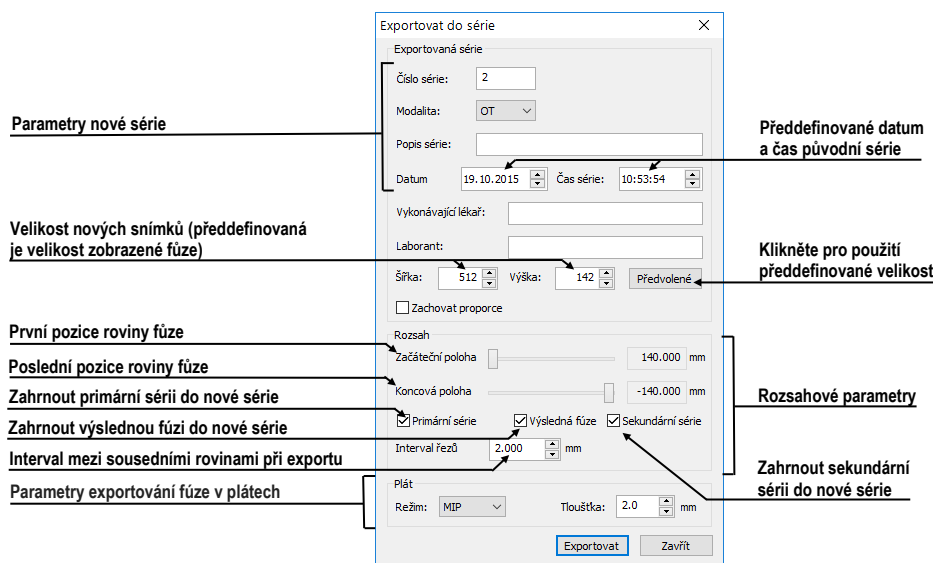 Exportovat do série
Exportovaná série
Číslo série: 2
Modalita: OT
Popis série:
Datum 19.10.2015 Čas série: 10:53:54
Vykonávající lékař:
Laborant:
Šířka: 512 Výška: 142 Předvolené
Zachovat proporce
Rozsah
Začáteční poloha 140.000 mm
Koncová poloha -140.000 mm
Primární série Výsledná fúze Sekundární série
Interval řezů 2.000 mm
Plát
Režim: MIP Tloušťka: 2.0 mm
Exportovat Zavřít
Parametry nové série
Velikost nových snímků (předdefinovaná
je velikost zobrazené fúze)
První pozice roviny fúze
Poslední pozice roviny fúze
Zahrnout primární sérii do nové série
Zahrnout výslednou fúzi do nové série
Interval mezi sousedními rovinami při exportu
Parametry exportování fúze v plátech
Předdefinované datum
a čas původní série
Klikněte pro použití
předdefinované velikost
Rozsahové parametry
Zahrnout sekundární
sérii do nové série